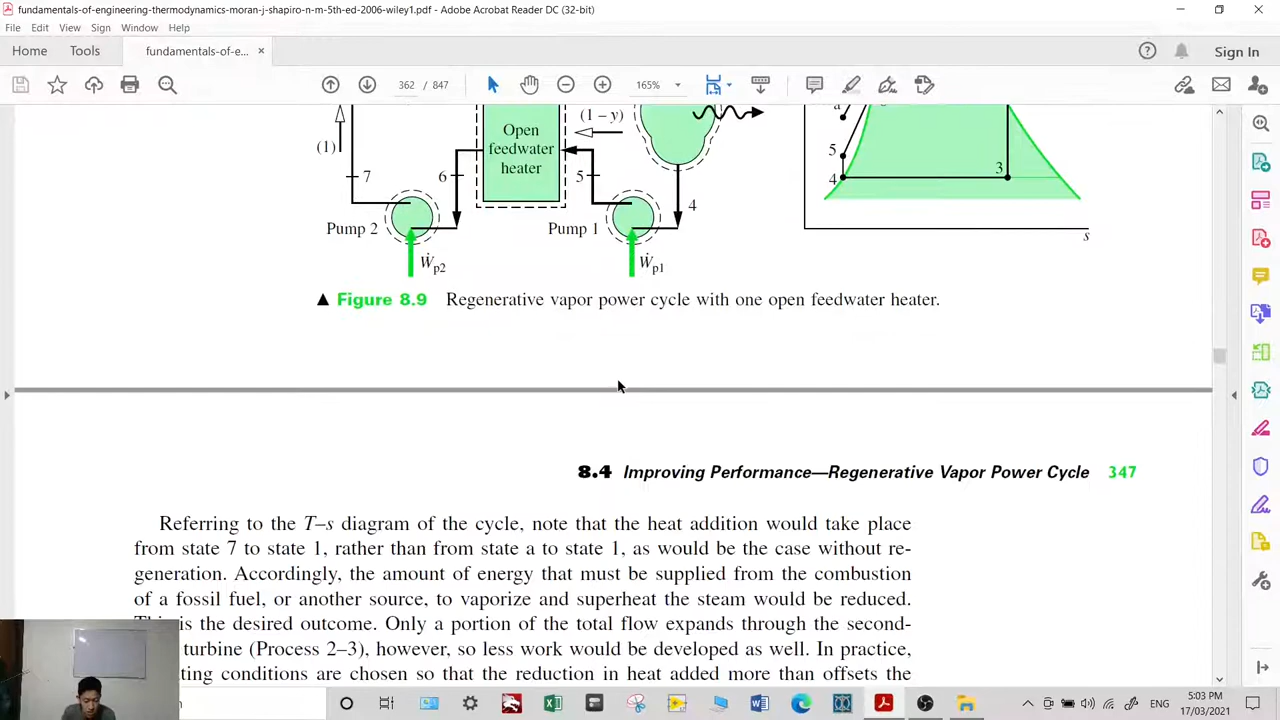 fundamentals-of-engineering-thermodynamics-moran-j-shapiro-n-m-5th-ed-2006-wiley1.pdf - Adobe Acrobat Reader DC (32-bit)
File Edit View Sign Window Help
Home Tools fundamentals-of-e... × Sign In
362 / 847 165%
(1 – y)
Open
feedwater
heater
(1)
7
6
5
4
Pump 2
Pump 1
Ẇp2
Ẇp1
a
5
4
3
s
▲ Figure 8.9 Regenerative vapor power cycle with one open feedwater heater.
8.4 Improving Performance—Regenerative Vapor Power Cycle 347
Referring to the T–s diagram of the cycle, note that the heat addition would take place
from state 7 to state 1, rather than from state a to state 1, as would be the case without re-
generation. Accordingly, the amount of energy that must be supplied from the combustion
of a fossil fuel, or another source, to vaporize and superheat the steam would be reduced.
is the desired outcome. Only a portion of the total flow expands through the second-
turbine (Process 2–3), however, so less work would be developed as well. In practice,
ating conditions are chosen so that the reduction in heat added more than offsets the
ENG
5:03 PM
17/03/2021